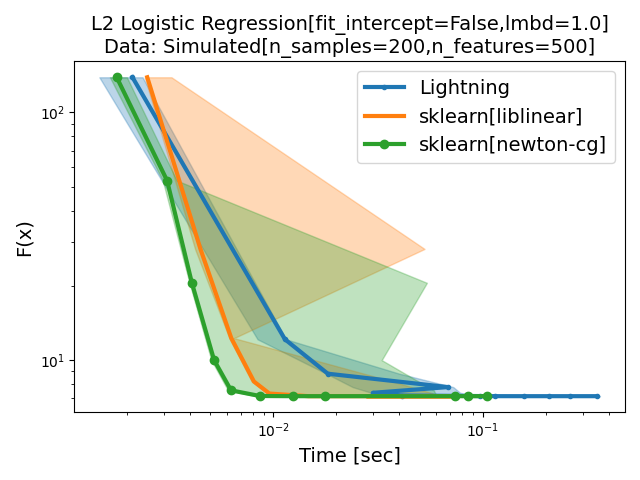 L2 Logistic Regression[fit_intercept=False,lmbd=1.0]
Data: Simulated[n_samples=200,n_features=500]
Lightning
sklearn[liblinear]
sklearn[newton-cg]
F(x)
10²
10¹
10⁻²
10⁻¹
Time [sec]